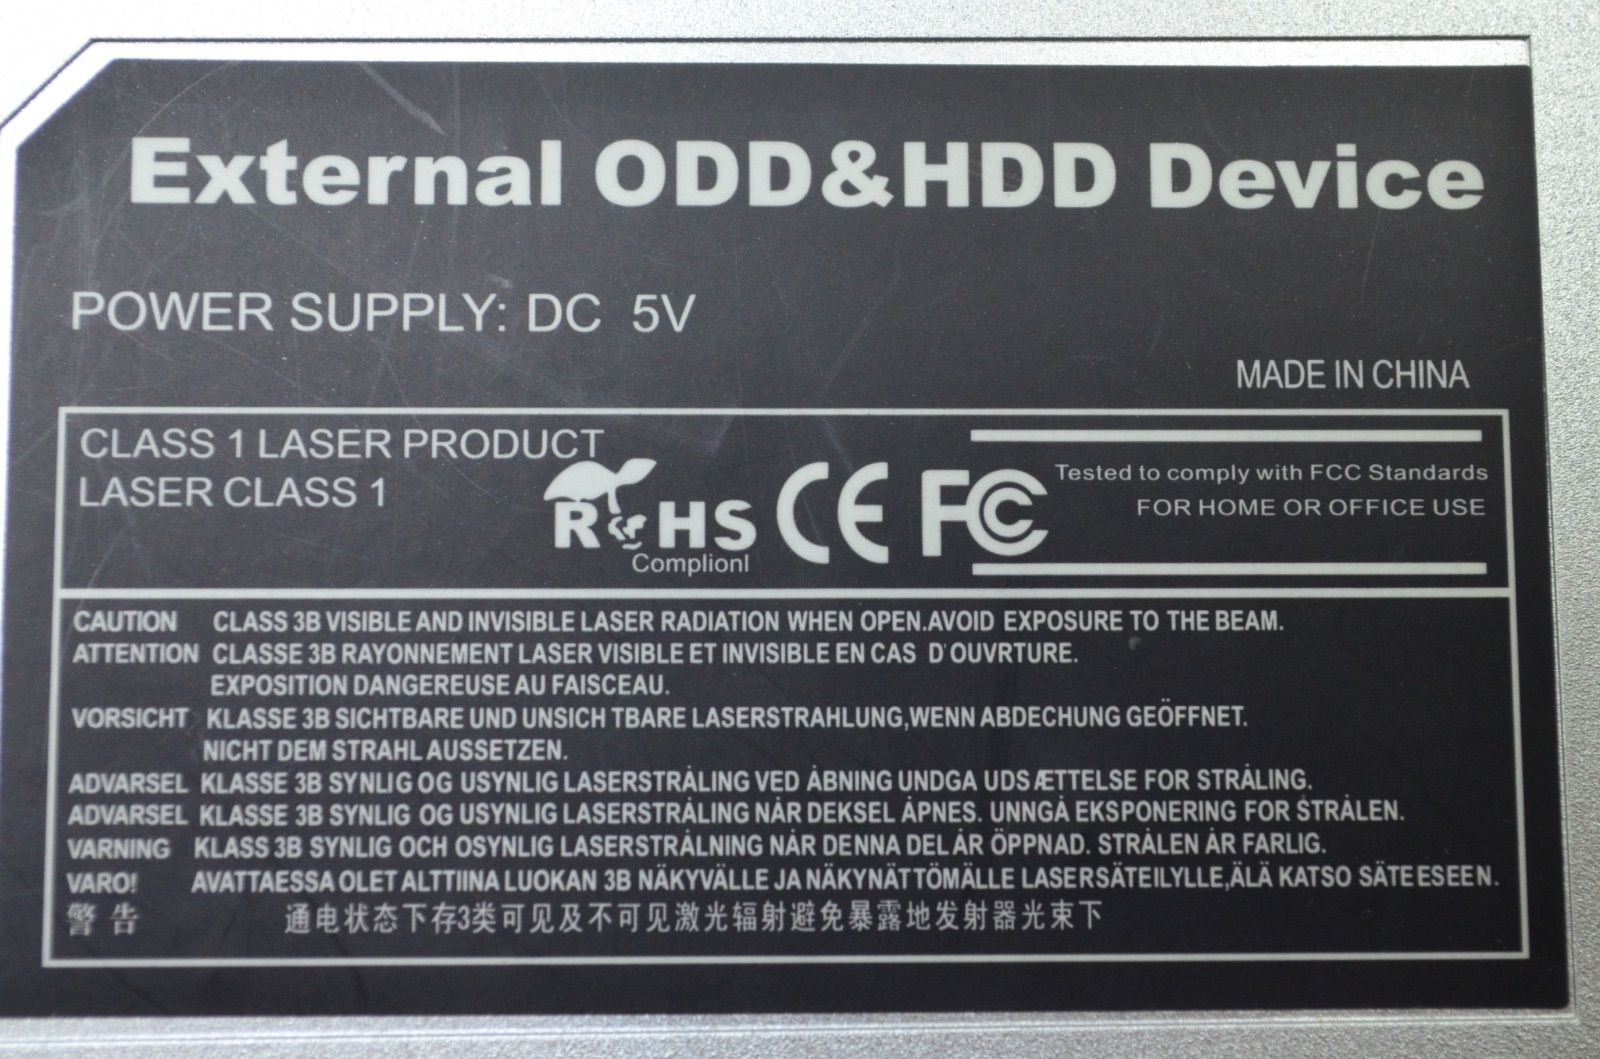 External ODD&HDD Device
POWER SUPPLY: DC 5V
MADE IN CHINA
CLASS 1 LASER PRODUCT
LASER CLASS 1
RoHS
Complionl
CE FC
Tested to comply with FCC Standards
FOR HOME OR OFFICE USE
CAUTION CLASS 3B VISIBLE AND INVISIBLE LASER RADIATION WHEN OPEN.AVOID EXPOSURE TO THE BEAM.
ATTENTION CLASSE 3B RAYONNEMENT LASER VISIBLE ET INVISIBLE EN CAS D'OUVRTURE.
EXPOSITION DANGEREUSE AU FAISCEAU.
VORSICHT KLASSE 3B SICHTBARE UND UNSICH TBARE LASERSTRAHLUNG,WENN ABDECHUNG GEÖFFNET.
NICHT DEM STRAHL AUSSETZEN.
ADVARSEL KLASSE 3B SYNLIG OG USYNLIG LASERSTRÅLING VED ÅBNING UNDGA UDSÆTTELSE FOR STRÅLING.
ADVARSEL KLASSE 3B SYNLIG OG USYNLIG LASERSTRÅLING NÅR DEKSEL ÅPNES. UNNGÅ EKSPONERING FOR STRÅLEN.
VARNING KLASS 3B SYNLIG OCH OSYNLIG LASERSTRÅLNING NÅR DENNA DEL ÅR ÖPPNAD. STRÅLEN ÅR FARLIG.
VARO! AVATTAESSA OLET ALTTIINA LUOKAN 3B NÄKYVÄLLE JA NÄKYNÄTTÖMÄLLE LASERSÄTEILYLLE,ÄLÄ KATSO SÄTEESEEN.
警告 通电状态下存3类可见及不可见激光辐射避免暴露地发射器光束下